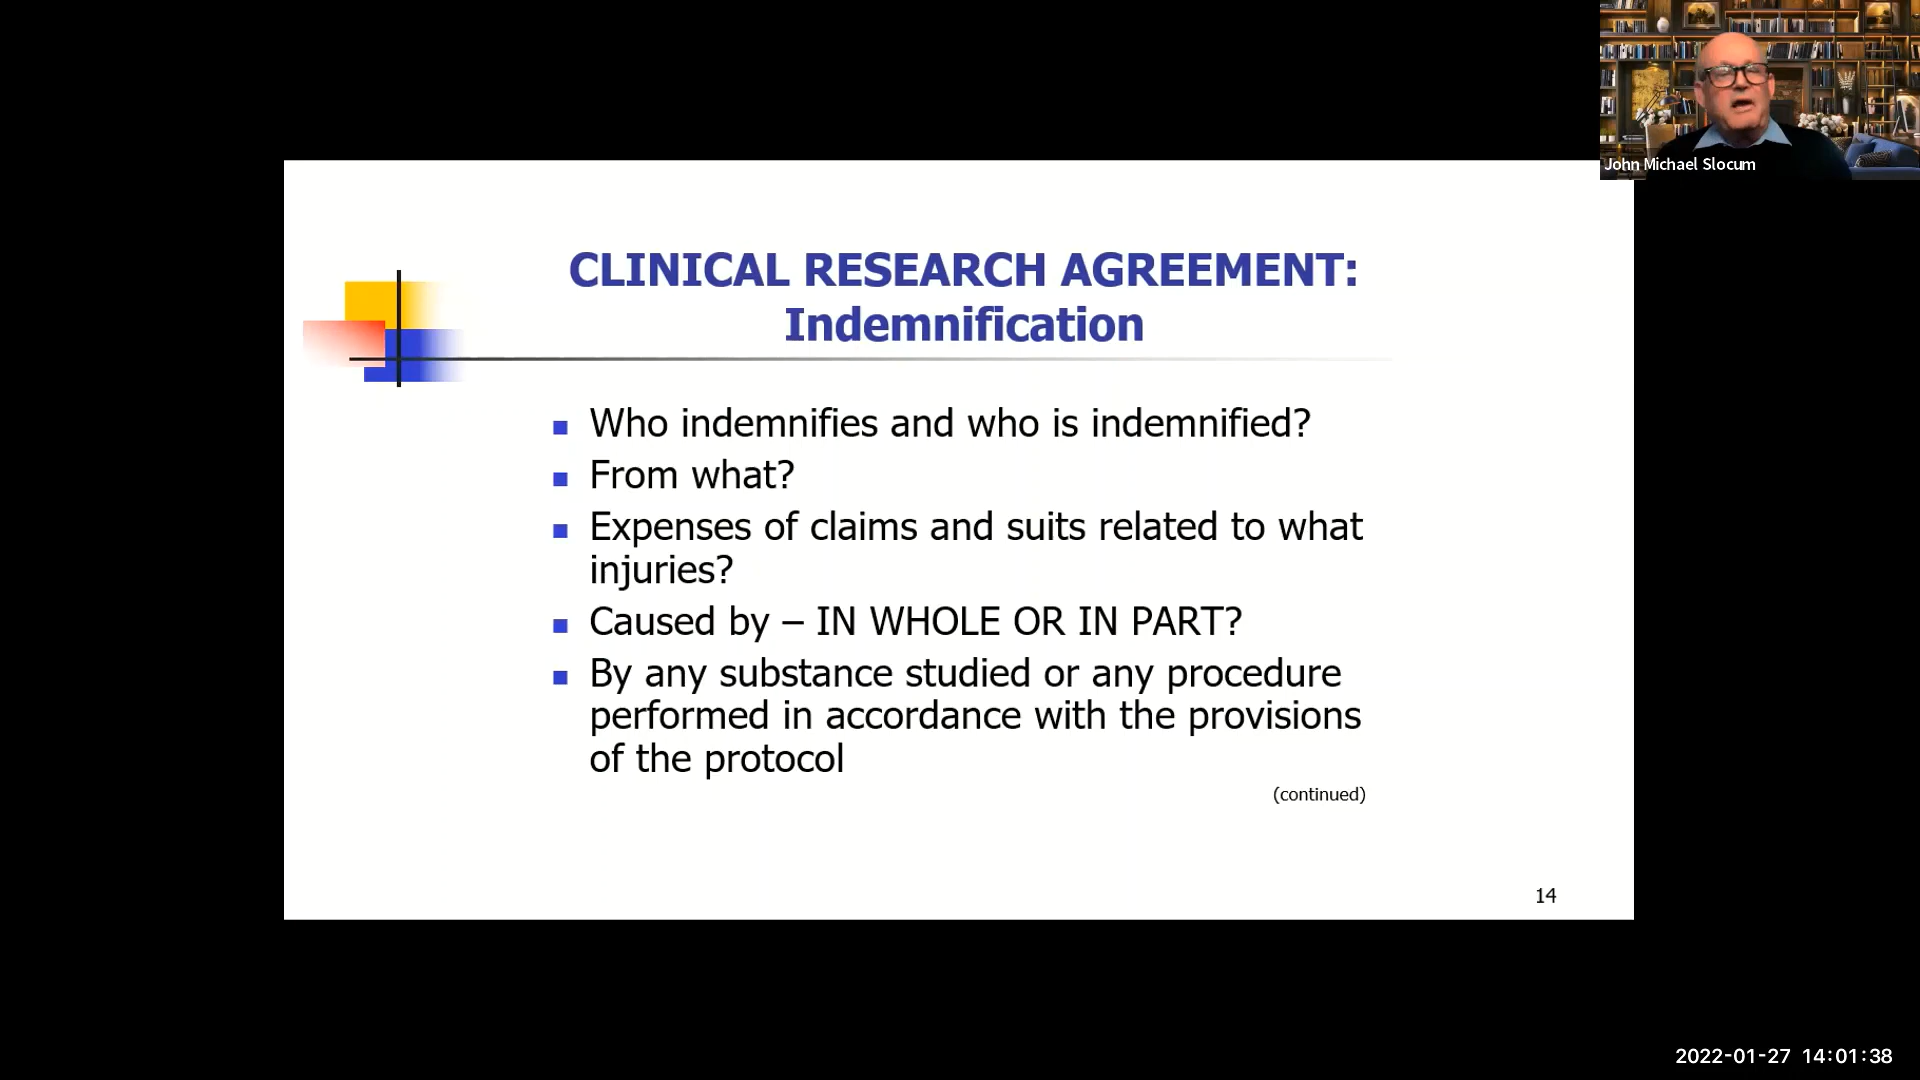 John Michael Slocum
CLINICAL RESEARCH AGREEMENT:
Indemnification
Who indemnifies and who is indemnified?
From what?
Expenses of claims and suits related to what
injuries?
Caused by – IN WHOLE OR IN PART?
By any substance studied or any procedure
performed in accordance with the provisions
of the protocol
(continued)
14
2022-01-27 14:01:38